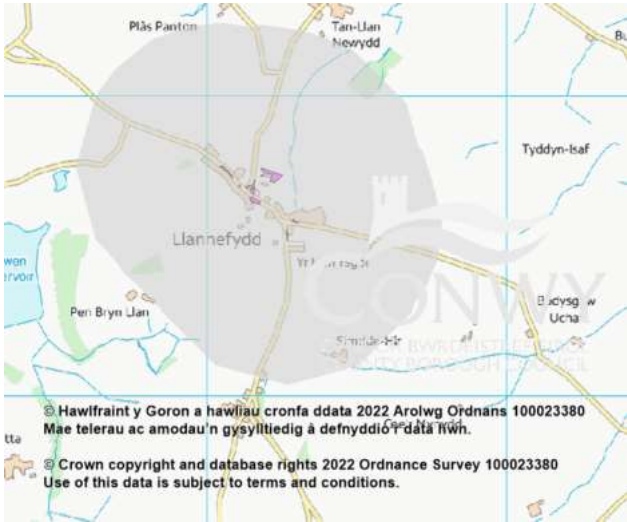 Plâs Panton
Tan-Llan
Newydd
Tyddyn-Isaf
Llannefydd
Pen Bryn Llan
CONWY
Ucha
© Hawlfraint y Goron a hawliau cronfa ddata 2022 Arolwg Ordnans 100023380
Mae telerau ac amodau'n gysylltiedig â defnyddio'r data hwn.
© Crown copyright and database rights 2022 Ordnance Survey 100023380
Use of this data is subject to terms and conditions.